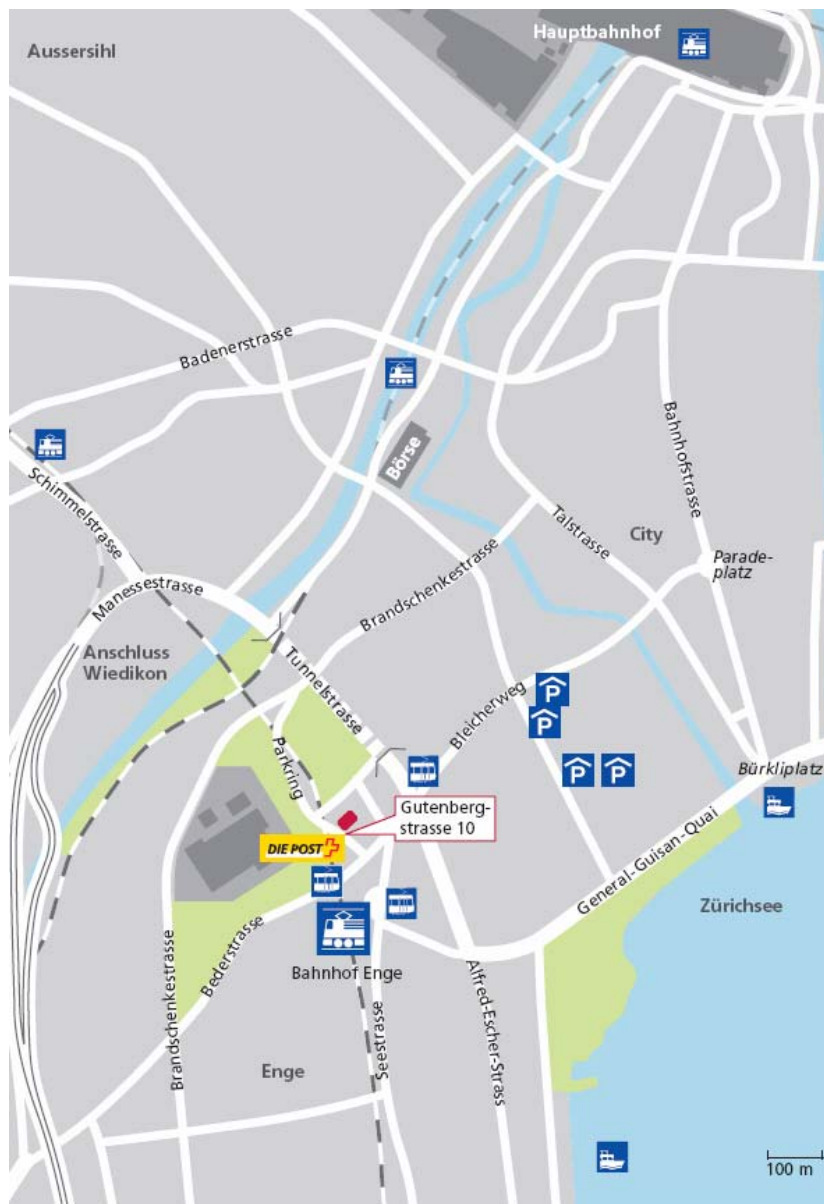 Hauptbahnhof
Aussersihl
Badenerstrasse
Bahnhofstrasse
Börse
Schimmelstrasse
Talstrasse
City
Parade-
platz
Brandschenkestrasse
Manessestrasse
Anschluss
Wiedikon
Tunnelstrasse
Bleicherweg
P
P
P
P
Parkring
Bürkliplatz
Gutenberg-
strasse 10
DIE POST
General-Guisan-Quai
Zürichsee
Bederstrasse
Brandschenkestrasse
Bahnhof Enge
Seestrasse
Alfred-Escher-Strass
Enge
100 m